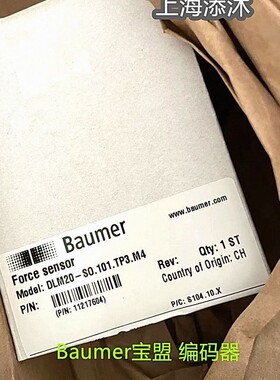 上海添沐
Baumer
www.baumer.com
Force sensor
Model: DLM20-SO.101.TP3.M4
Rev:
Qty: 1 ST
P/N:
(P/N: 11217604)
Country of Origin: CH
P/C: 6104.10.X
Baumer宝盟 编码器